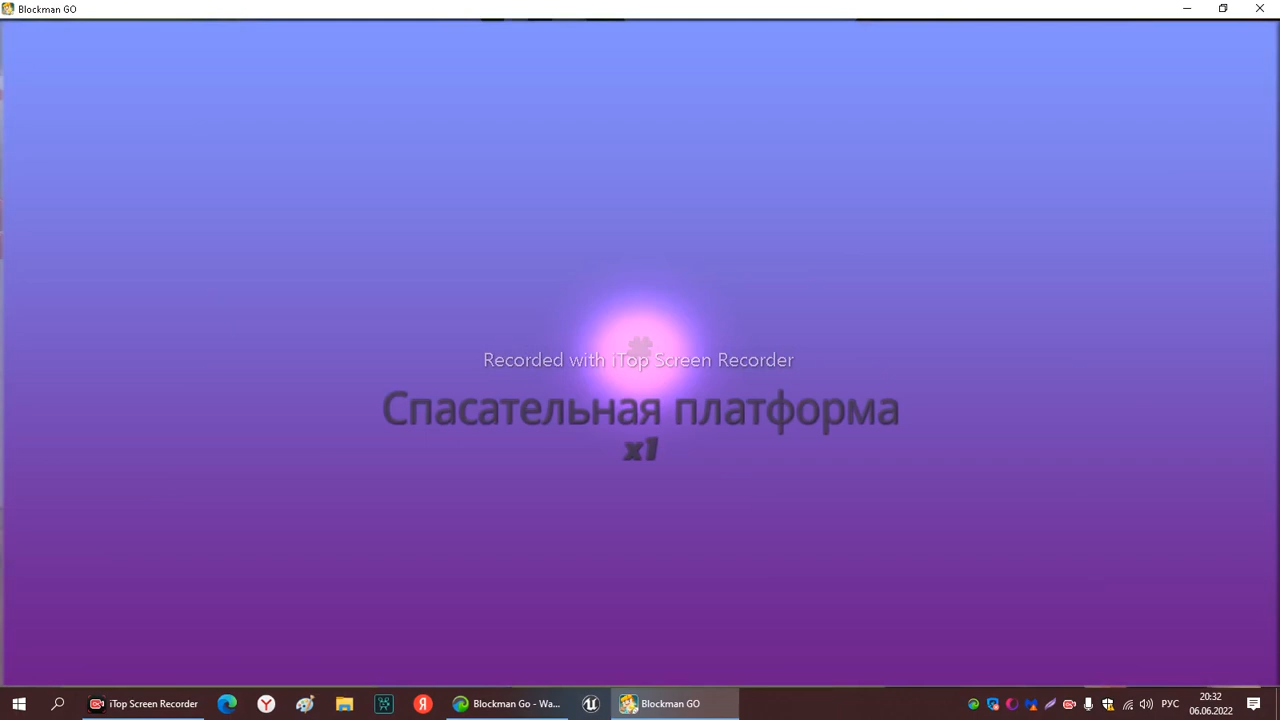 Blockman GO
Recorded with iTop Screen Recorder
Спасательная платформа
x1
iTop Screen Recorder
Blockman Go - Wa...
Blockman GO
РУС
20:32
06.06.2022